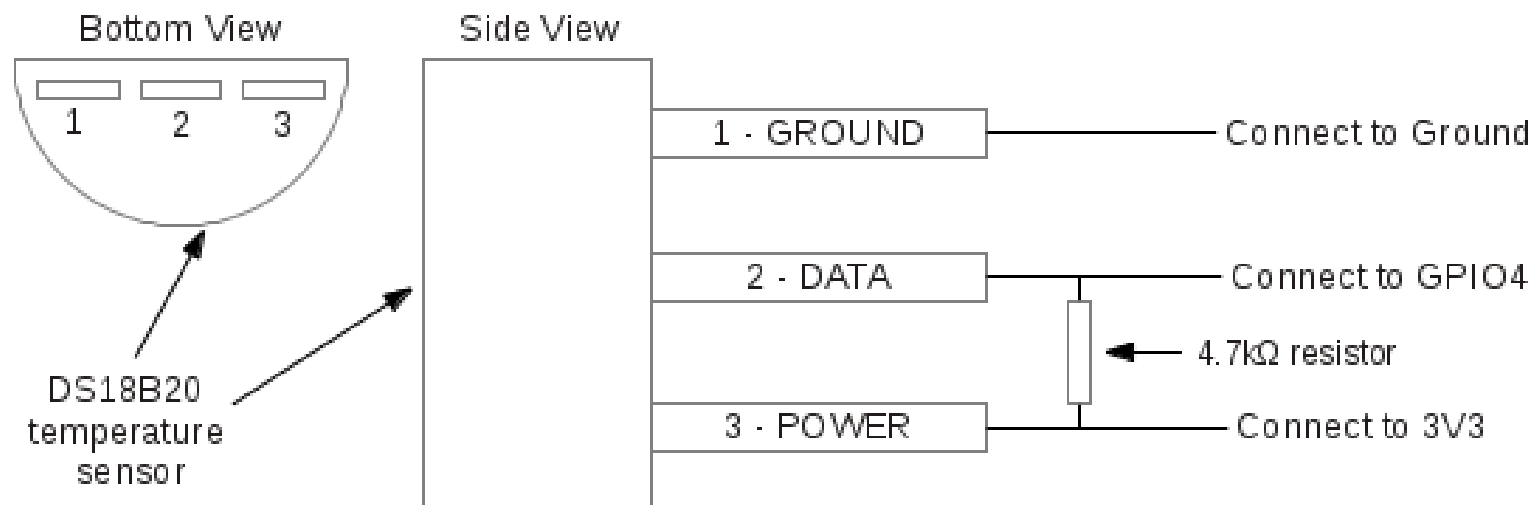 Bottom View
Side View
1
2
3
1 - GROUND
Connect to Ground
2 - DATA
Connect to GPIO4
4.7kΩ resistor
3 - POWER
Connect to 3V3
DS18B20
temperature
sensor